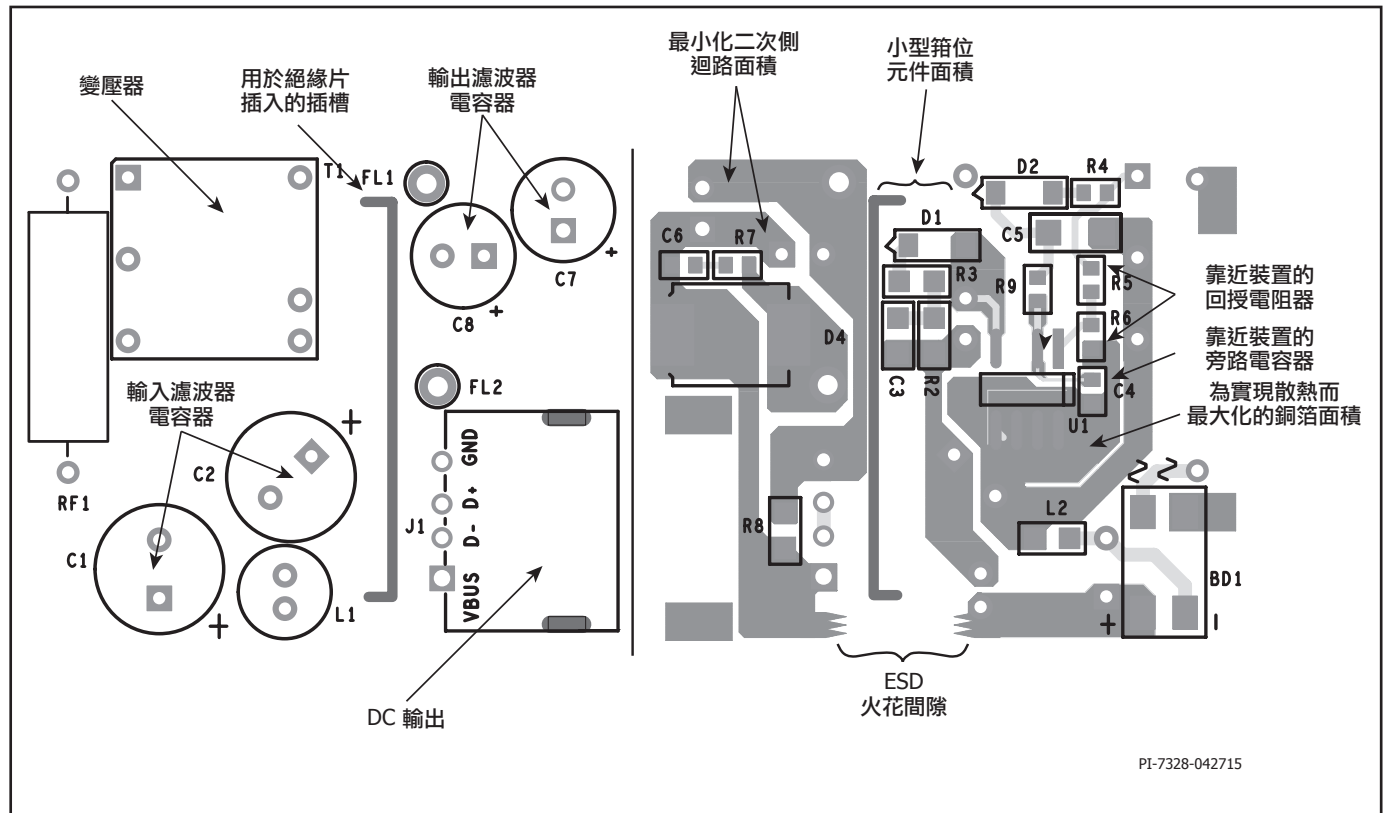 變壓器
用於絕緣片
插入的插槽
輸出濾波器
電容器
最小化二次側
迴路面積
小型箝位
元件面積
T1
FL1
C7
C8
FL2
輸入濾波器
電容器
RF1
C2
C1
L1
J1
GND
D+
D-
VBUS
DC 輸出
C6
R7
D4
R8
D2
R4
D1
C5
R3
R9
R5
R6
C3
R2
C4
U1
L2
BD1
靠近裝置的
回授電阻器
靠近裝置的
旁路電容器
為實現散熱而
最大化的銅箔面積
+
+
+
+
+
-
ESD
火花間隙
PI-7328-042715